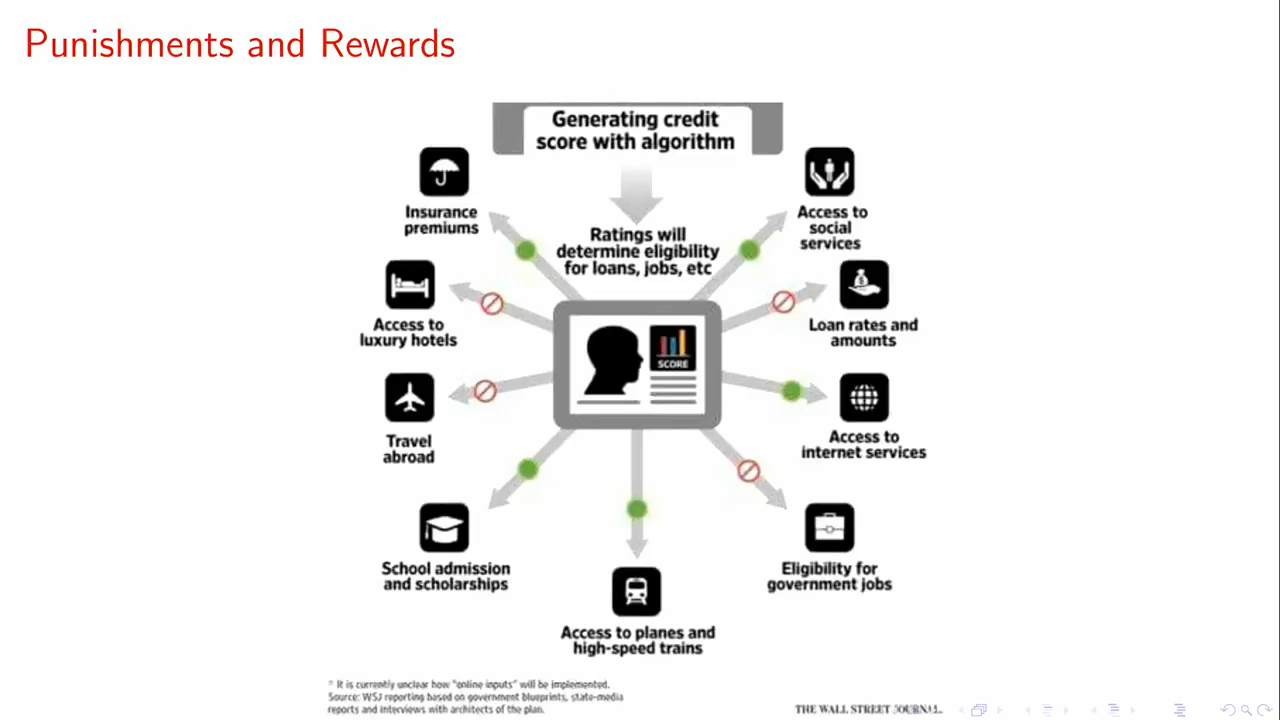 Punishments and Rewards
Generating credit
score with algorithm
Ratings will
determine eligibility
for loans, jobs, etc
Insurance
premiums
Access to
social
services
Access to
luxury hotels
Loan rates and
amounts
SCORE
Travel
abroad
Access to
internet services
School admission
and scholarships
Eligibility for
government jobs
Access to planes and
high-speed trains
* It is currently unclear how "online inputs" will be implemented.
Source: WSJ reporting based on government blueprints, state-media
reports and interviews with architects of the plan.
THE WALL STREET JOURNAL.